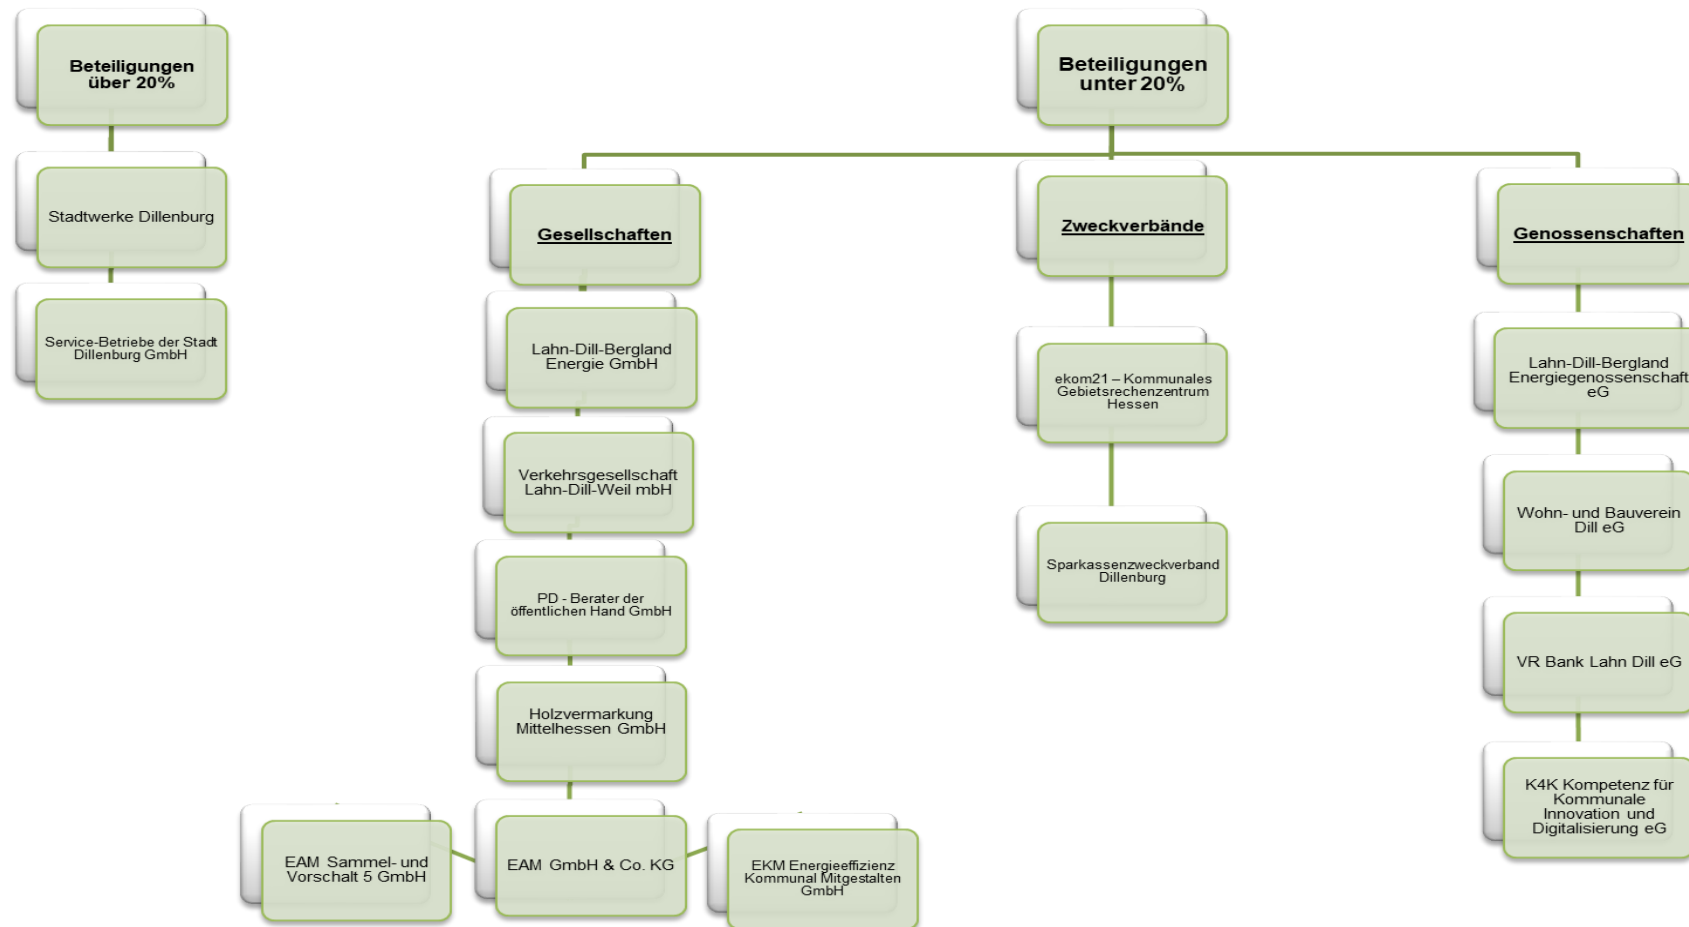 Beteiligungen
über 20%
Stadtwerke Dillenburg
Service-Betriebe der Stadt
Dillenburg GmbH
Beteiligungen
unter 20%
Gesellschaften
Lahn-Dill-Bergland
Energie GmbH
Verkehrsgesellschaft
Lahn-Dill-Weil mbH
PD - Berater der
öffentlichen Hand GmbH
Holzvermarkung
Mittelhessen GmbH
EAM Sammel- und
Vorschalt 5 GmbH
EAM GmbH & Co. KG
EKM Energieeffizienz
Kommunal Mitgestalten
GmbH
Zweckverbände
ekom21 – Kommunales
Gebietsrechenzentrum
Hessen
Sparkassenzweckverband
Dillenburg
Genossenschaften
Lahn-Dill-Bergland
Energiegenossenschaft
eG
Wohn- und Bauverein
Dill eG
VR Bank Lahn Dill eG
K4K Kompetenz für
Kommunale
Innovation und
Digitalisierung eG